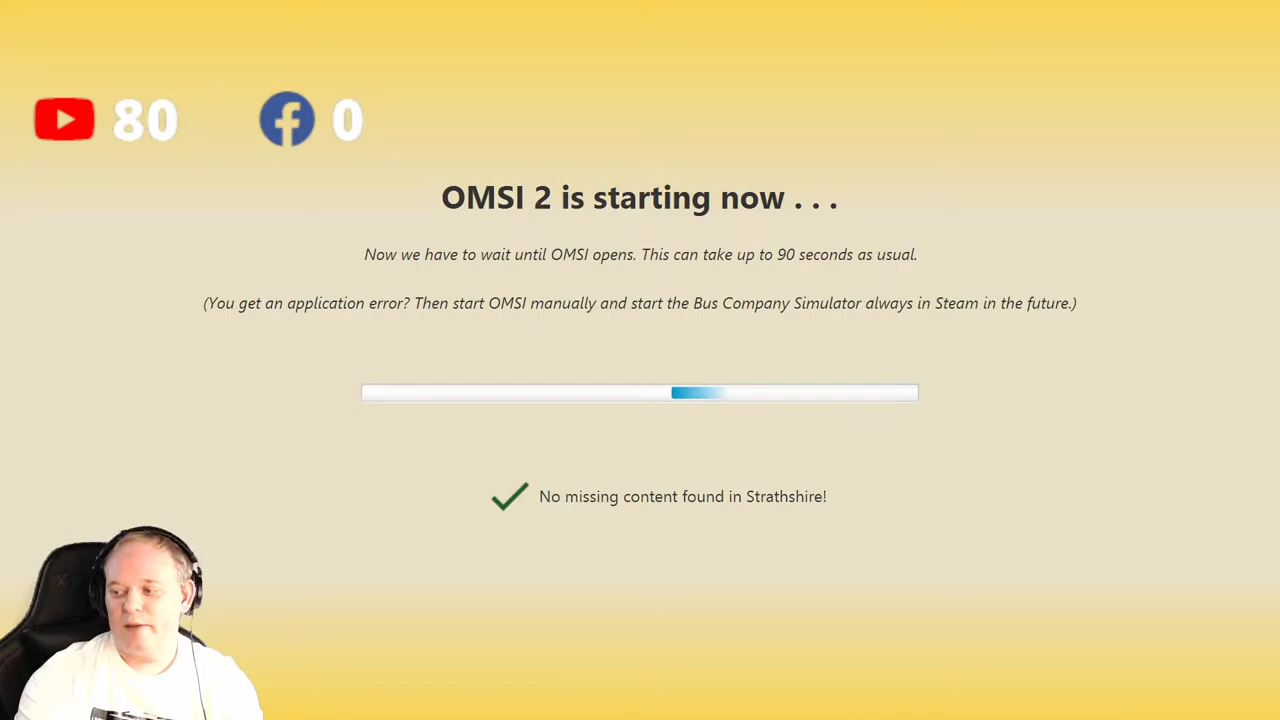 80 0
OMSI 2 is starting now . . .
Now we have to wait until OMSI opens. This can take up to 90 seconds as usual.
(You get an application error? Then start OMSI manually and start the Bus Company Simulator always in Steam in the future.)
No missing content found in Strathshire!